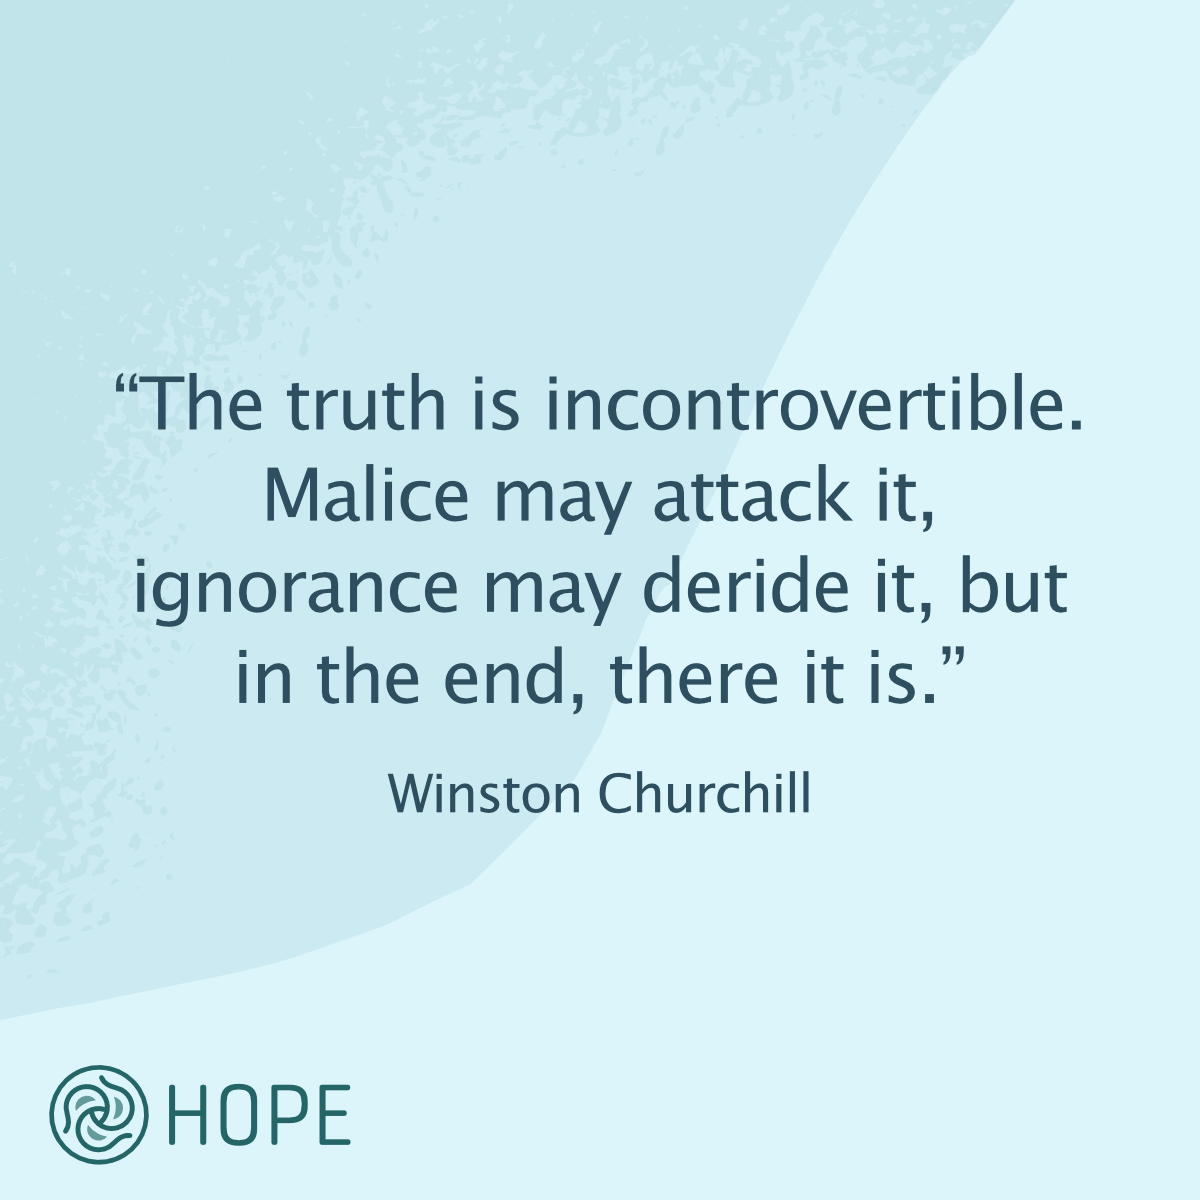 “The truth is incontrovertible.
Malice may attack it,
ignorance may deride it, but
in the end, there it is.”
Winston Churchill
HOPE